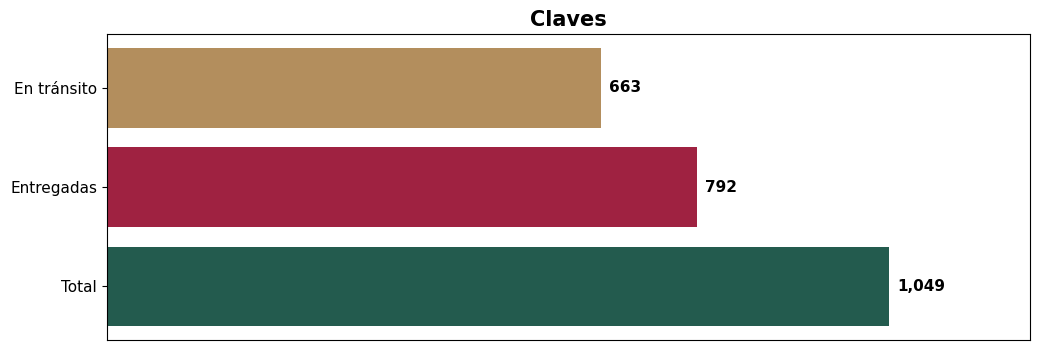 Claves
En tránsito 663
Entregadas 792
Total 1,049